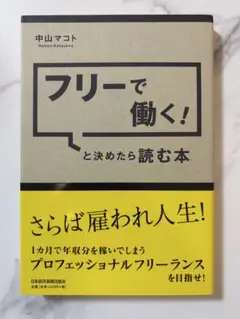 中山マコト
Makoto Nakayama
フリーで
働く!
と決めたら読む本
さらば雇われ人生!
1カ月で年収分を稼いでしまう
プロフェッショナルフリーランス
を目指せ!
日本経済新聞出版社